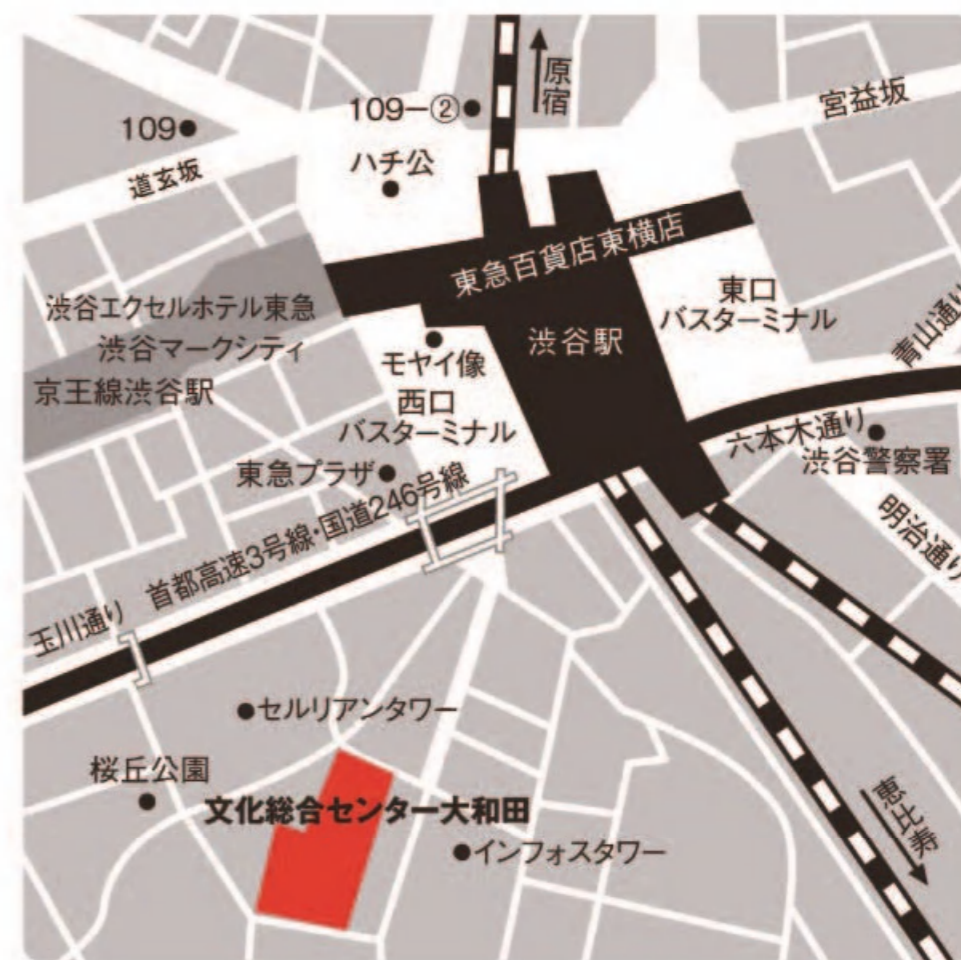 原宿
宮益坂
109-②
109
ハチ公
道玄坂
東急百貨店東横店
渋谷エクセルホテル東急
渋谷マークシティ
京王線渋谷駅
渋谷駅
東口
バスターミナル
モヤイ像
西口
バスターミナル
青山通り
六本木通り
渋谷警察署
東急プラザ
明治通り
首都高速3号線・国道246号線
玉川通り
セルリアンタワー
桜丘公園
文化総合センター大和田
インフォスタワー
恵比寿